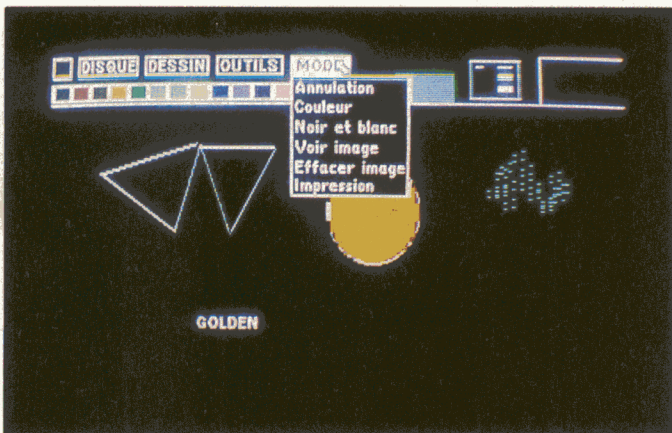 DISQUE DESSIN OUTILS MODE
Annulation
Couleur
Noir et blanc
Voir image
Effacer image
Impression
GOLDEN